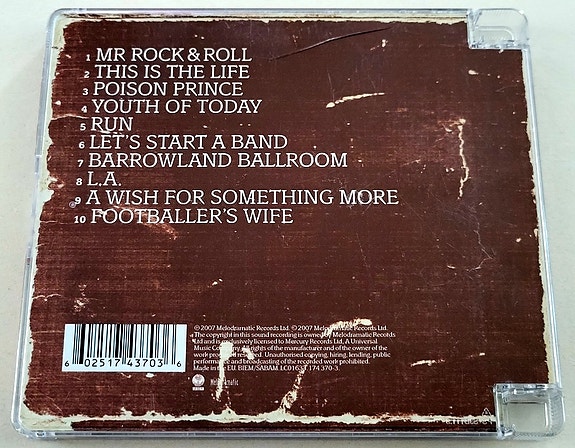 1 MR ROCK & ROLL
2 THIS IS THE LIFE
3 POISON PRINCE
4 YOUTH OF TODAY
5 RUN
6 LET'S START A BAND
7 BARROWLAND BALLROOM
8 L.A.
9 A WISH FOR SOMETHING MORE
10 FOOTBALLER'S WIFE
℗ 2007 Melodramatic Records Ltd. © 2007 Melodramatic Records Ltd.
The copyright in this sound recording is owned by Melodramatic Records
Ltd and is exclusively licensed to Mercury Records Ltd, A Universal
Music Company. All rights of the manufacturer and of the owner of the
work produced reserved. Unauthorised copying, hiring, lending, public
performance and broadcasting of the recorded work prohibited.
Made in the EU. BIEM/SABAM. LC01633 174 370-3
6 02517 43703 6
Melodramatic